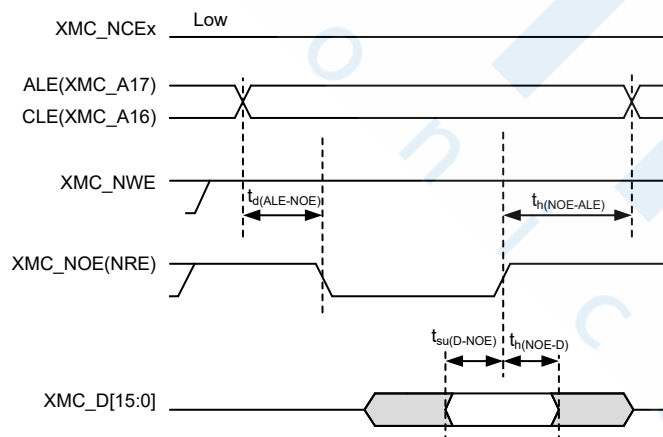 XMC_NCEx Low
ALE(XMC_A17)
CLE(XMC_A16)
XMC_NWE
td(ALE-NOE) th(NOE-ALE)
XMC_NOE(NRE)
tsu(D-NOE) th(NOE-D)
XMC_D[15:0]